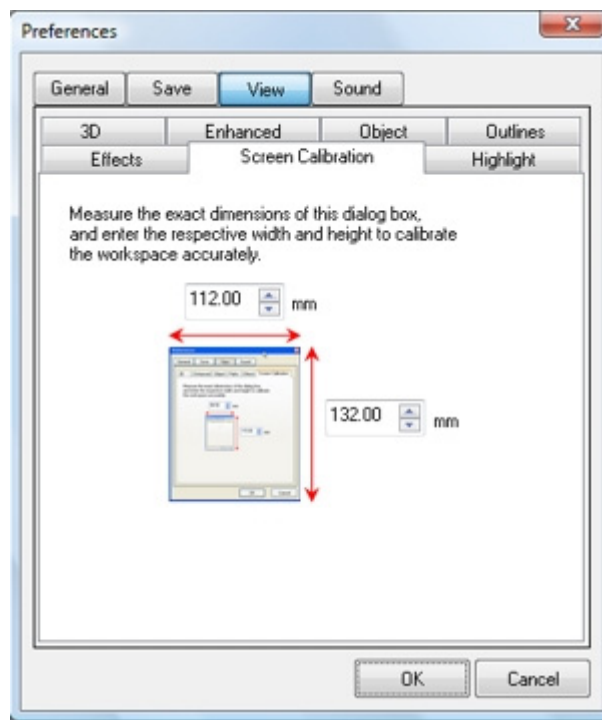 Preferences
General Save View Sound
3D Enhanced Object Outlines
Effects Screen Calibration Highlight
Measure the exact dimensions of this dialog box,
and enter the respective width and height to calibrate
the workspace accurately.
112.00 mm
132.00 mm
OK Cancel